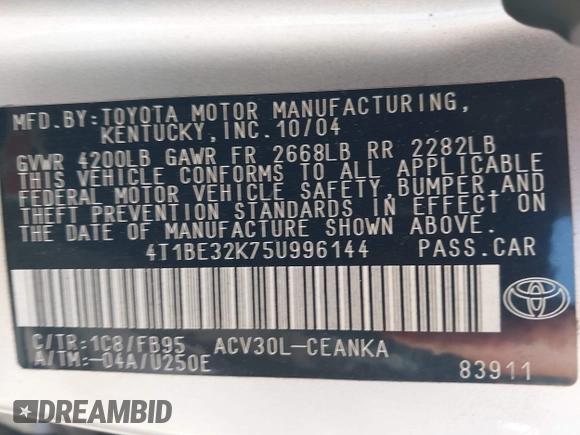 MFD.BY:TOYOTA MOTOR MANUFACTURING,
KENTUCKY,INC.10/04
GVWR 4200LB GAWR FR 2668LB RR 2282LB
THIS VEHICLE CONFORMS TO ALL APPLICABLE
FEDERAL MOTOR VEHICLE SAFETY,BUMPER,AND
THEFT PREVENTION STANDARDS IN EFFECT ON
THE DATE OF MANUFACTURE SHOWN ABOVE.
4T1BE32K75U996144 PASS.CAR
C/TR:1C8/FB95 ACV30L-CEANKA
A/TM:-04A/U250E 83911
DREAMBID